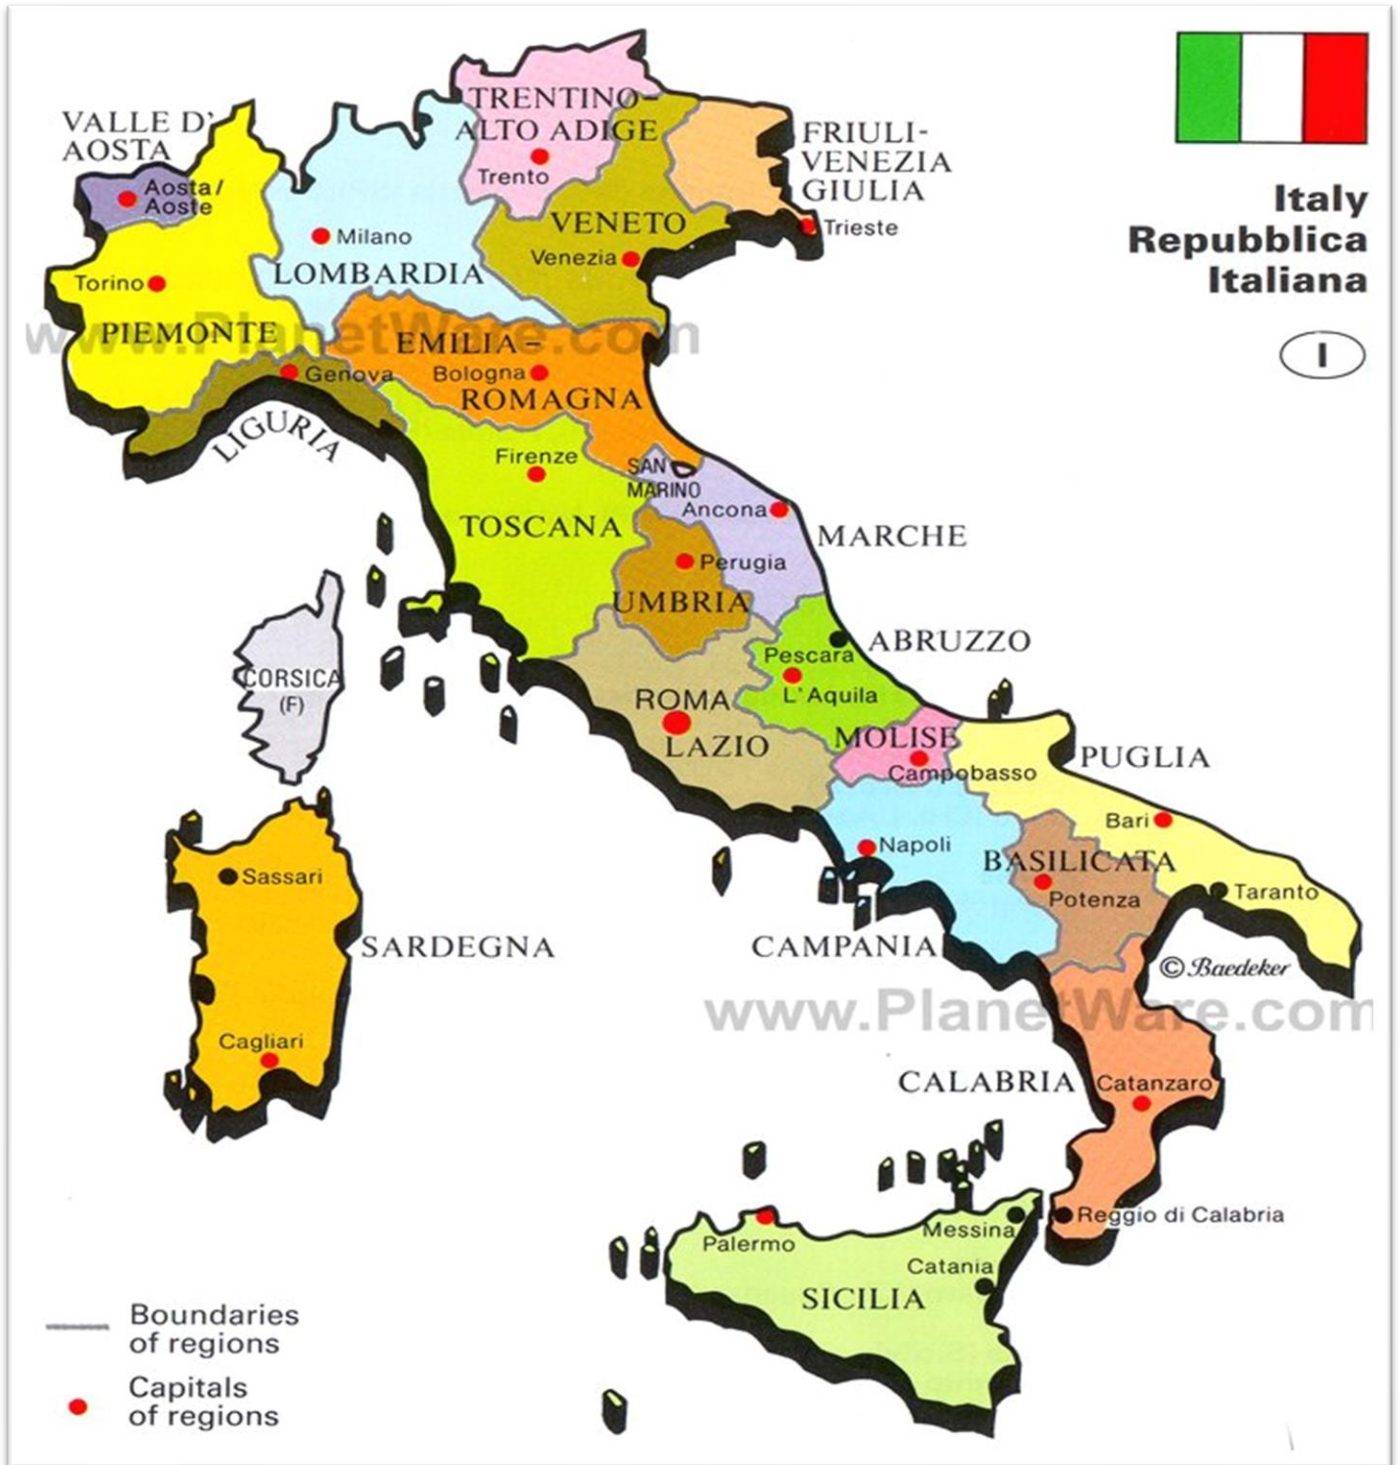 TRENTINO-
ALTO ADIGE
Trento
VALLE D'
AOSTA
Aosta/
Aoste
FRIULI-
VENEZIA
GIULIA
Trieste
Italy
Repubblica
Italiana
I
VENETO
Venezia
Milano
LOMBARDIA
Torino
PIEMONTE
www.PlanetWare.com
EMILIA-
Bologna
ROMAGNA
Genova
LIGURIA
Firenze
TOSCANA
SAN
MARINO
Ancona
MARCHE
Perugia
UMBRIA
ABRUZZO
Pescara
L'Aquila
CORSICA
(F)
ROMA
LAZIO
MOLISE
Campobasso
PUGLIA
Bari
Napoli
BASILICATA
Potenza
Taranto
CAMPANIA
© Baedeker
www.PlanetWare.com
Sassari
SARDEGNA
Cagliari
CALABRIA
Catanzaro
Reggio di Calabria
Palermo
Messina
Catania
SICILIA
Boundaries
of regions
Capitals
of regions